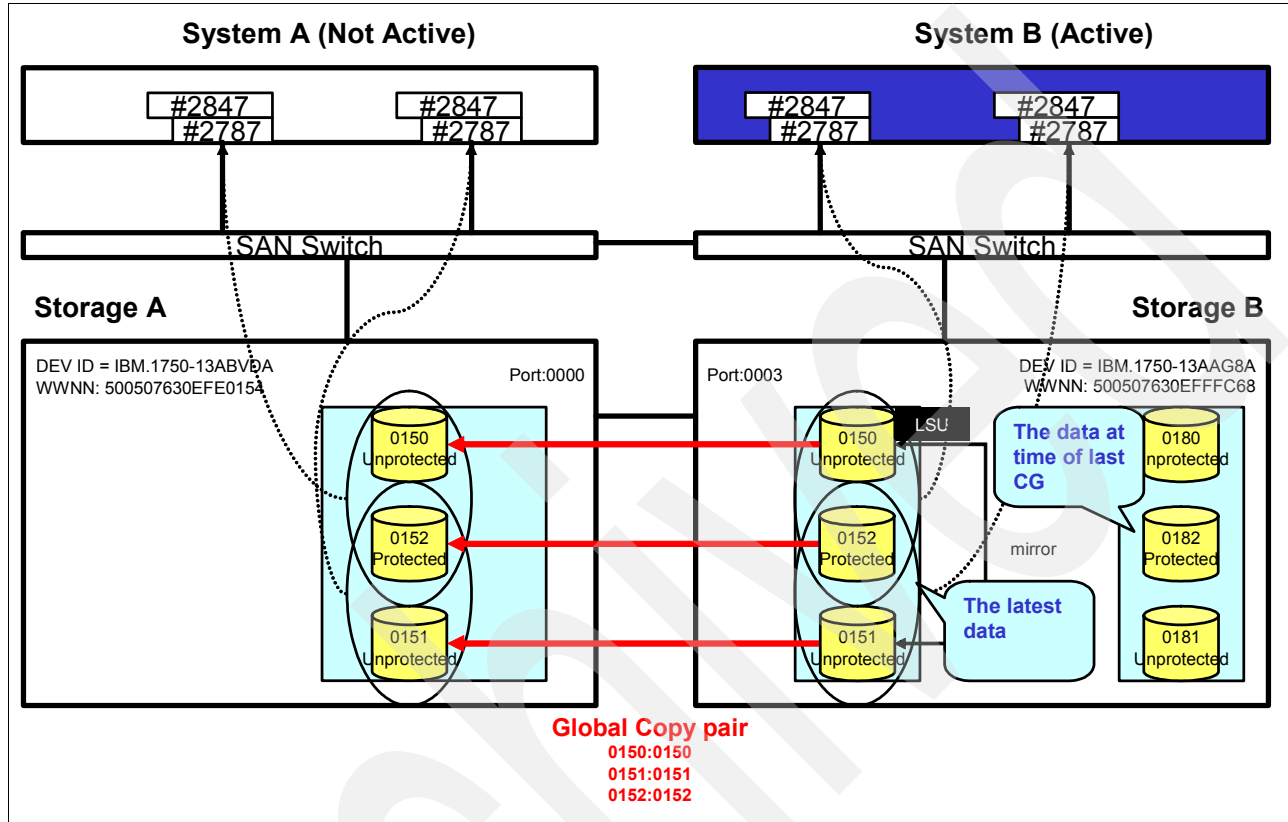 System A (Not Active)
System B (Active)
#2847
#2787
#2847
#2787
#2847
#2787
#2847
#2787
SAN Switch
SAN Switch
Storage A
Storage B
DEV ID = IBM.1750-13ABVDA
WWNN: 500507630EFE0154
Port:0000
Port:0003
DEV ID = IBM.1750-13AAG8A
WWNN: 500507630EFFFC68
0150
Unprotected
0152
Protected
0151
Unprotected
0150
Unprotected
LSU
0152
Protected
0151
Unprotected
mirror
The data at
time of last
CG
The latest
data
0180
Unprotected
0182
Protected
0181
Unprotected
Global Copy pair
0150:0150
0151:0151
0152:0152